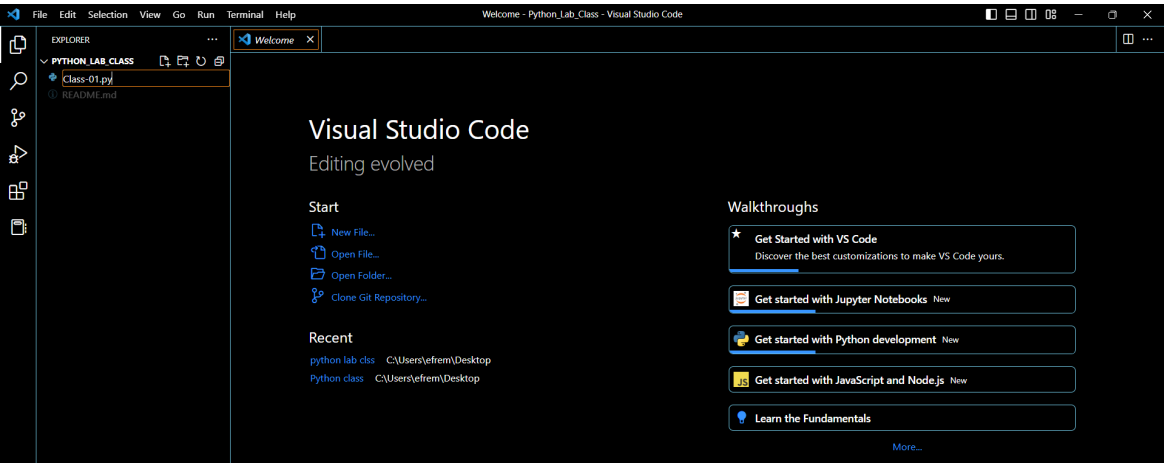 File Edit Selection View Go Run Terminal Help
Welcome - Python_Lab_Class - Visual Studio Code
EXPLORER
PYTHON_LAB_CLASS
Class-01.py
README.md
Welcome
Visual Studio Code
Editing evolved
Start
New File...
Open File...
Open Folder...
Clone Git Repository...
Recent
python lab clss C:\Users\efrem\Desktop
Python class C:\Users\efrem\Desktop
Walkthroughs
Get Started with VS Code
Discover the best customizations to make VS Code yours.
Get started with Jupyter Notebooks New
Get started with Python development New
JS Get started with JavaScript and Node.js New
Learn the Fundamentals
More...